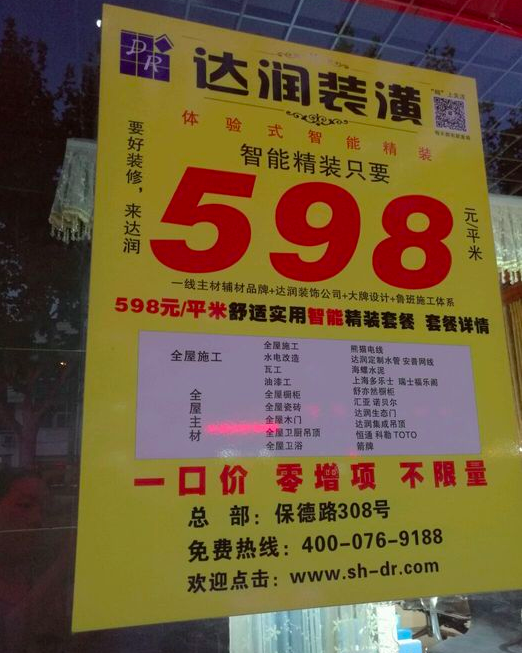 DR
达润装潢
体验式智能精装
要好装修，来达润
智能精装只要
598
元/平米
一线主材辅材品牌+达润装饰公司+大牌设计+鲁班施工体系
598元/平米舒适实用智能精装套餐 套餐详情
全屋施工
全屋施工 熊猫电线
水电改造 达润定制水管 安普网线
瓦工 海螺水泥
油漆工 上海多乐士 瑞士福乐阁
全屋主材
全屋橱柜 舒亦然橱柜
全屋瓷砖 汇亚 诺贝尔
全屋木门 达润生态门
全屋卫厨吊顶 达润集成吊顶
全屋卫浴 恒通 科勒 TOTO
箭牌
一口价 零增项 不限量
总 部：保德路308号
免费热线：400-076-9188
欢迎点击：www.sh-dr.com